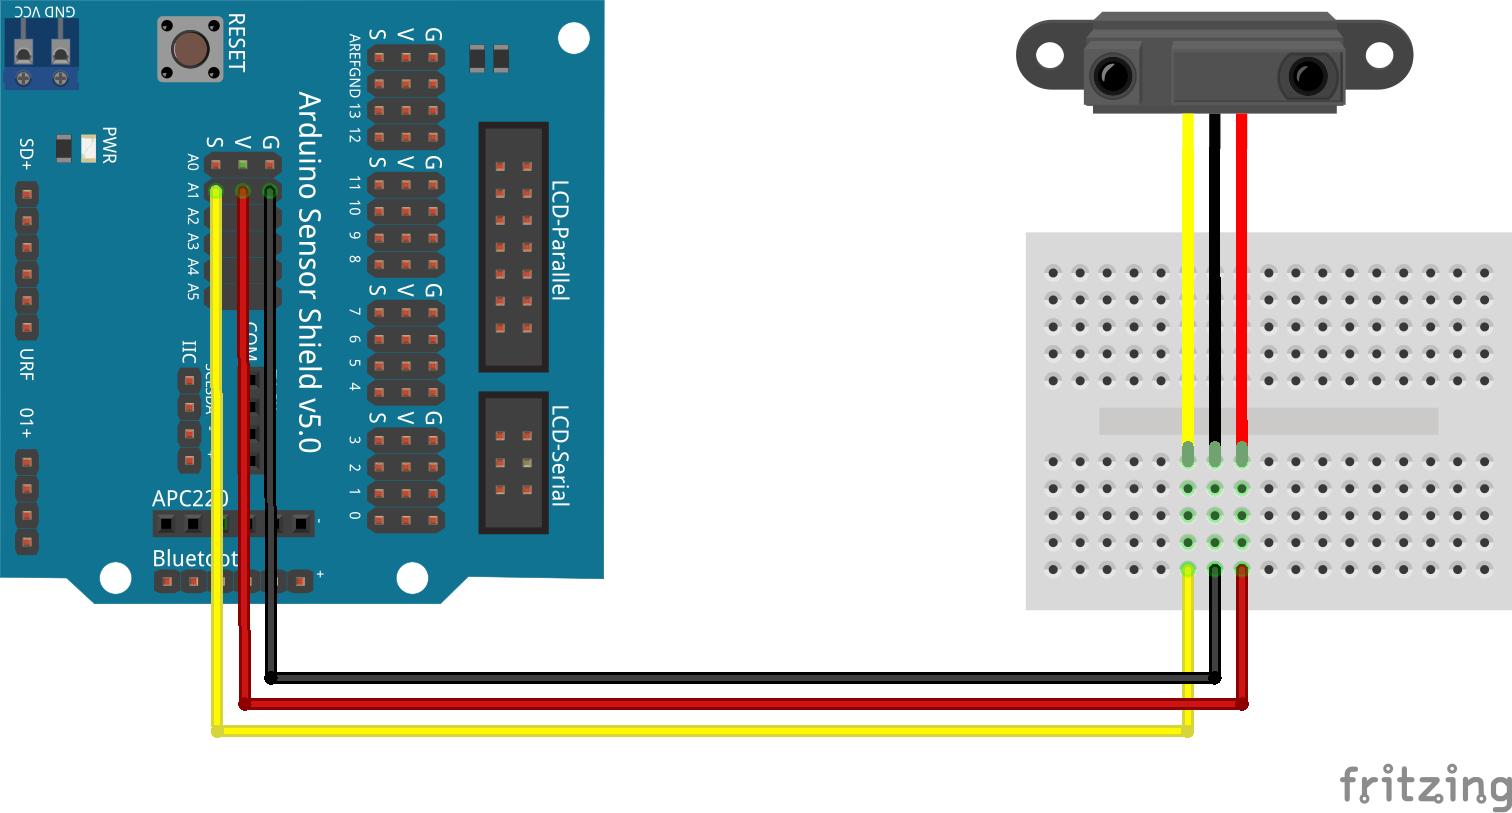 GND VCC
RESET
PWR
SD+
URF
01+
S V G
A0
A1
A2
A3
A4
A5
IIC
COM
APC220
-
Bluetoot
+
Arduino Sensor Shield v5.0
S V G
AREF
GND
13
12
S V G
11
10
9
8
S V G
7
6
5
4
S V G
3
2
1
0
LCD-Parallel
LCD-Serial
fritzing